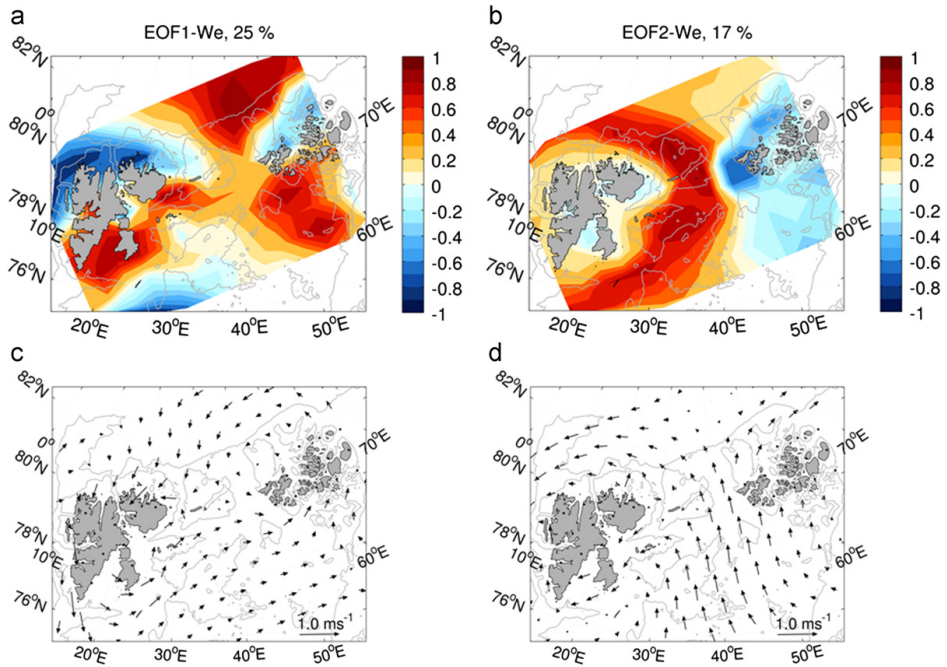 a
EOF1-We, 25 %
82°N
0°
80°N
78°N
10°E
76°N
20°E
30°E
40°E
50°E
60°E
70°E
1
0.8
0.6
0.4
0.2
0
-0.2
-0.4
-0.6
-0.8
-1
b
EOF2-We, 17 %
82°N
0°
80°N
78°N
10°E
76°N
20°E
30°E
40°E
50°E
60°E
70°E
1
0.8
0.6
0.4
0.2
0
-0.2
-0.4
-0.6
-0.8
-1
c
82°N
0°
80°N
78°N
10°E
76°N
20°E
30°E
40°E
50°E
60°E
70°E
1.0 ms⁻¹
d
82°N
0°
80°N
78°N
10°E
76°N
20°E
30°E
40°E
50°E
60°E
70°E
1.0 ms⁻¹